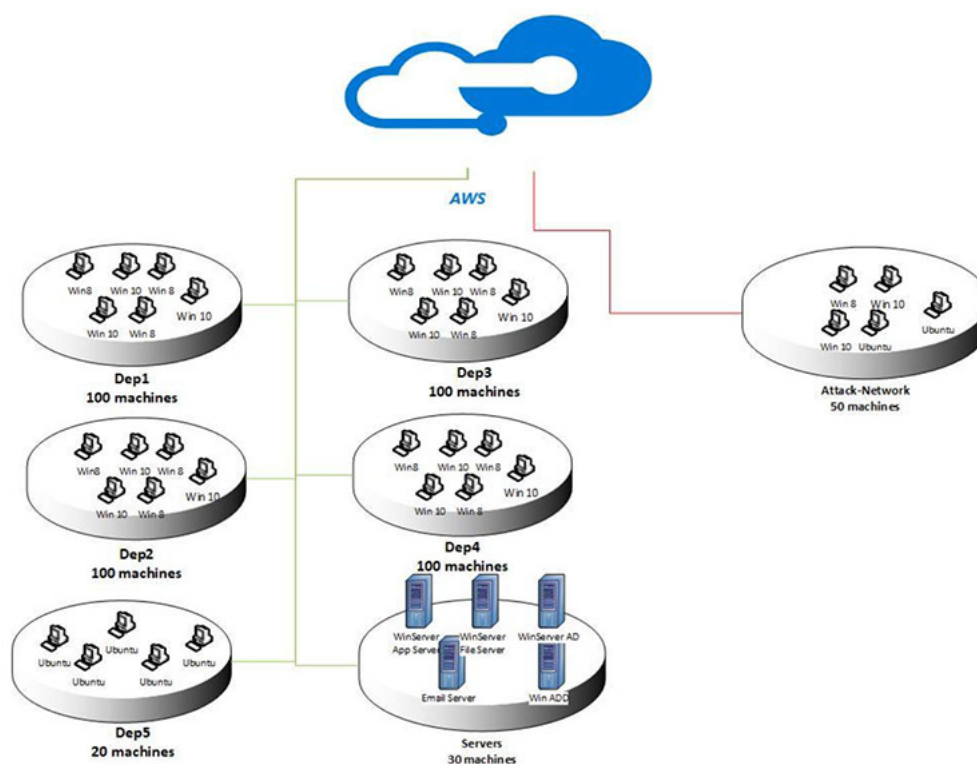 AWS
Win8
Win 10
Win 8
Win 10
Win 10
Win 8
Dep1
100 machines
Win8
Win 10
Win 8
Win 10
Win 10
Win 8
Dep3
100 machines
Win 8
Win 10
Ubuntu
Win 10
Ubuntu
Attack-Network
50 machines
Win8
Win 10
Win 8
Win 10
Win 10
Win 8
Dep2
100 machines
Win8
Win 10
Win 8
Win 10
Win 10
Win 8
Dep4
100 machines
Ubuntu
Ubuntu
Ubuntu
Ubuntu
Ubuntu
Dep5
20 machines
WinServer
App Server
WinServer
File Server
WinServer AD
Email Server
Win ADD
Servers
30 machines